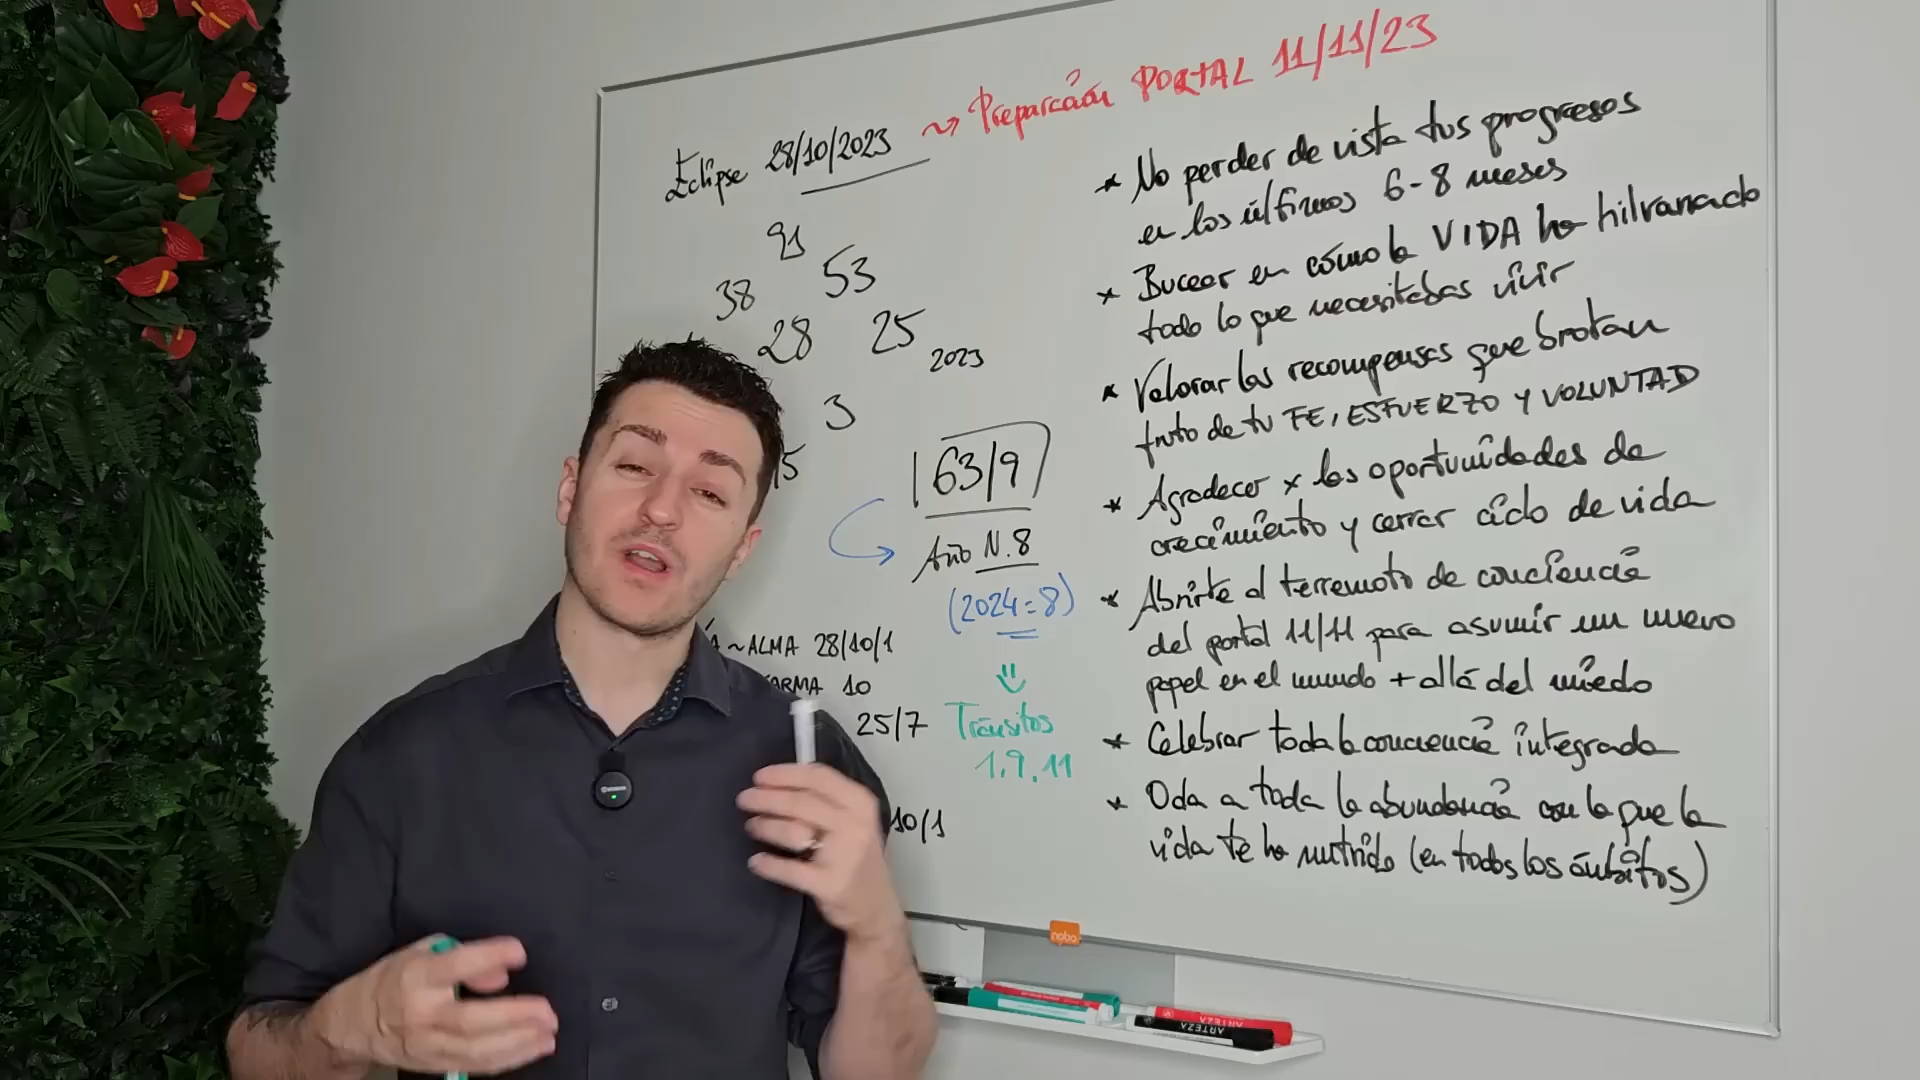 Eclipse 28/10/2023
~> Preparación PORTAL 11/11/23
91
38 53
28 25
2023
3
15
63/9
Año N.8
(2024=8)
~ALMA 28/10/1
10
25/7
Tránsitos
1.9.11
10/1
* No perder de vista tus progresos
en los últimos 6-8 meses
* Bucear en cómo la VIDA ha hilvanado
todo lo que necesitabas vivir
* Valorar las recompensas que brotan
fruto de tu FE, ESFUERZO Y VOLUNTAD
* Agradecer x las oportunidades de
crecimiento y cerrar ciclo de vida
* Abrirte al terremoto de conciencia
del portal 11/11 para asumir un nuevo
papel en el mundo + allá del miedo
* Celebrar toda la conciencia integrada
* Oda a toda la abundancia con la que la
vida te ha nutrido (en todos los ámbitos)
nobo
ARTEZA
ARTEZA